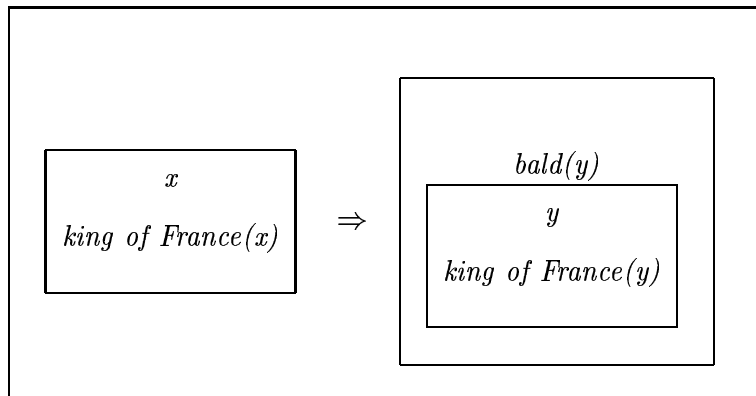 x
king of France(x)
⇒
bald(y)
y
king of France(y)